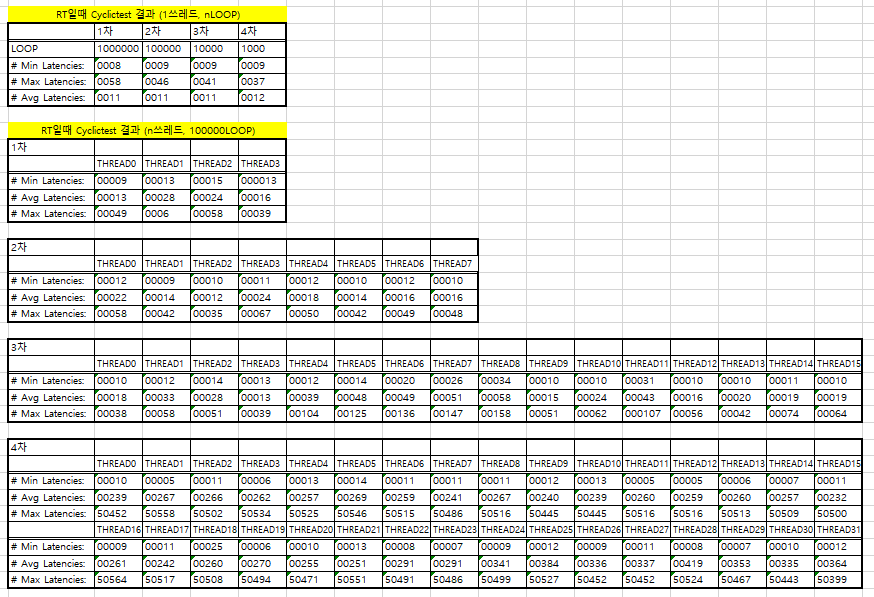 RT일때 Cyclictest 결과 (1쓰레드, nLOOP)
1차 2차 3차 4차
LOOP 1000000 100000 10000 1000
# Min Latencies: 0008 0009 0009 0009
# Max Latencies: 0058 0046 0041 0037
# Avg Latencies: 0011 0011 0011 0012
RT일때 Cyclictest 결과 (n쓰레드, 100000LOOP)
1차
THREAD0 THREAD1 THREAD2 THREAD3
# Min Latencies: 00009 00013 00015 000013
# Avg Latencies: 00013 00028 00024 00016
# Max Latencies: 00049 0006 00058 00039
2차
THREAD0 THREAD1 THREAD2 THREAD3 THREAD4 THREAD5 THREAD6 THREAD7
# Min Latencies: 00012 00009 00010 00011 00012 00010 00012 00010
# Avg Latencies: 00022 00014 00012 00024 00018 00014 00016 00016
# Max Latencies: 00058 00042 00035 00067 00050 00042 00049 00048
3차
THREAD0 THREAD1 THREAD2 THREAD3 THREAD4 THREAD5 THREAD6 THREAD7 THREAD8 THREAD9 THREAD10 THREAD11 THREAD12 THREAD13 THREAD14 THREAD15
# Min Latencies: 00010 00012 00014 00013 00012 00014 00020 00026 00034 00010 00010 00031 00010 00010 00011 00010
# Avg Latencies: 00018 00033 00028 00013 00039 00048 00049 00051 00058 00015 00024 00043 00016 00020 00019 00019
# Max Latencies: 00038 00058 00051 00039 00104 00125 00136 00147 00158 00051 00062 000107 00056 00042 00074 00064
4차
THREAD0 THREAD1 THREAD2 THREAD3 THREAD4 THREAD5 THREAD6 THREAD7 THREAD8 THREAD9 THREAD10 THREAD11 THREAD12 THREAD13 THREAD14 THREAD15
# Min Latencies: 00010 00005 00011 00006 00013 00014 00011 00011 00011 00012 00013 00005 00005 00006 00007 00011
# Avg Latencies: 00239 00267 00266 00262 00257 00269 00259 00241 00267 00240 00239 00260 00259 00260 00257 00232
# Max Latencies: 50452 50558 50502 50534 50525 50546 50515 50486 50516 50445 50445 50516 50516 50513 50509 50500
THREAD16 THREAD17 THREAD18 THREAD19 THREAD20 THREAD21 THREAD22 THREAD23 THREAD24 THREAD25 THREAD26 THREAD27 THREAD28 THREAD29 THREAD30 THREAD31
# Min Latencies: 00009 00011 00025 00006 00010 00013 00008 00007 00009 00012 00009 00011 00008 00007 00010 00012
# Avg Latencies: 00261 00242 00260 00270 00255 00251 00291 00291 00341 00384 00336 00337 00419 00353 00335 00364
# Max Latencies: 50564 50517 50508 50494 50471 50551 50491 50486 50499 50527 50452 50452 50524 50467 50443 50399